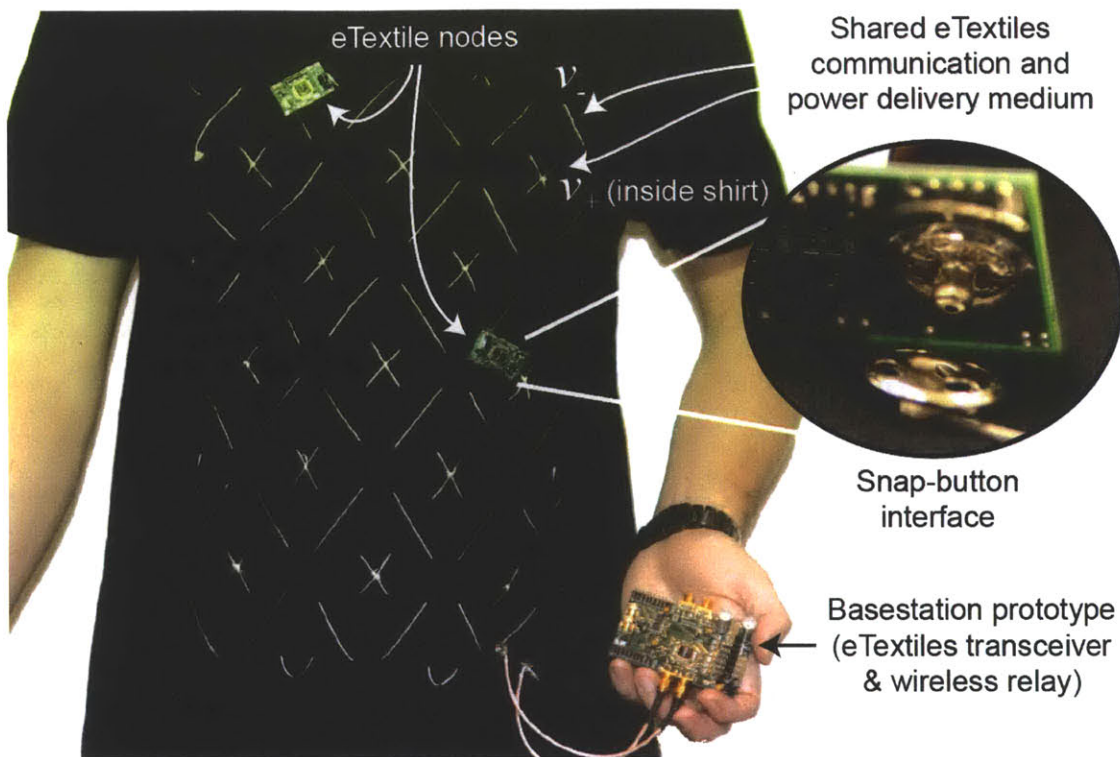 eTextile nodes
v-
v+ (inside shirt)
Shared eTextiles
communication and
power delivery medium
Snap-button
interface
Basestation prototype
(eTextiles transceiver
& wireless relay)